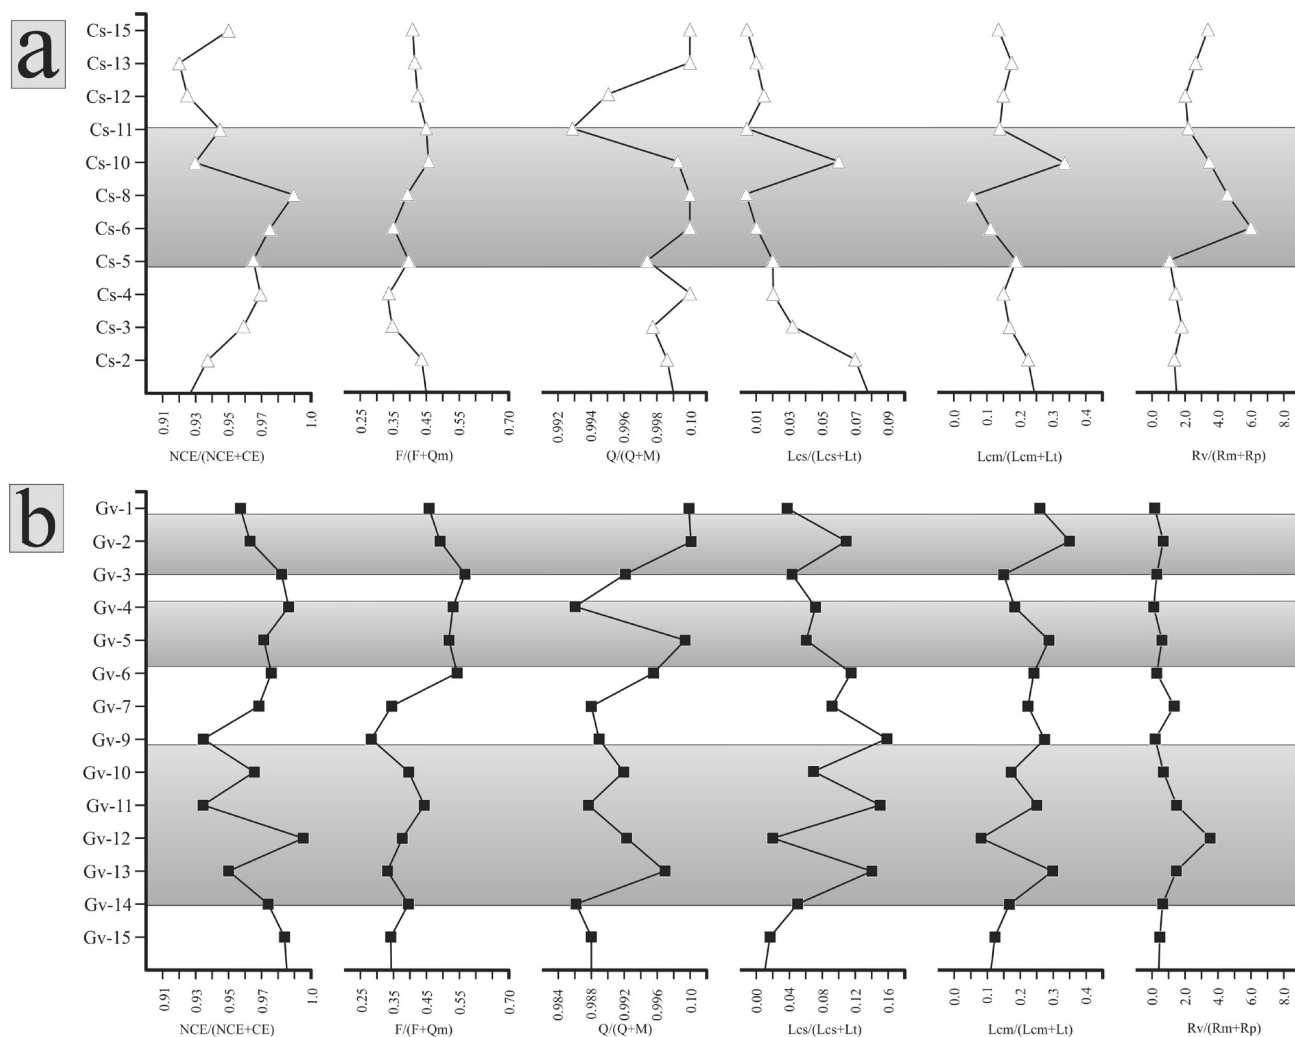 a
Cs-15
Cs-13
Cs-12
Cs-11
Cs-10
Cs-8
Cs-6
Cs-5
Cs-4
Cs-3
Cs-2
0.91 0.93 0.95 0.97 1.0 0.25 0.35 0.45 0.55 0.70 0.992 0.994 0.996 0.998 0.10 0.01 0.03 0.05 0.07 0.09 0.0 0.1 0.2 0.3 0.4 0.0 2.0 4.0 6.0 8.0
NCE/(NCE+CE) F/(F+Qm) Q/(Q+M) Lcs/(Lcs+Lt) Lcm/(Lcm+Lt) Rv/(Rm+Rp)
b
Gv-1
Gv-2
Gv-3
Gv-4
Gv-5
Gv-6
Gv-7
Gv-9
Gv-10
Gv-11
Gv-12
Gv-13
Gv-14
Gv-15
0.91 0.93 0.95 0.97 1.0 0.25 0.35 0.45 0.55 0.70 0.984 0.988 0.992 0.996 0.10 0.00 0.04 0.08 0.12 0.16 0.0 0.1 0.2 0.3 0.4 0.0 2.0 4.0 6.0 8.0
NCE/(NCE+CE) F/(F+Qm) Q/(Q+M) Lcs/(Lcs+Lt) Lcm/(Lcm+Lt) Rv/(Rm+Rp)